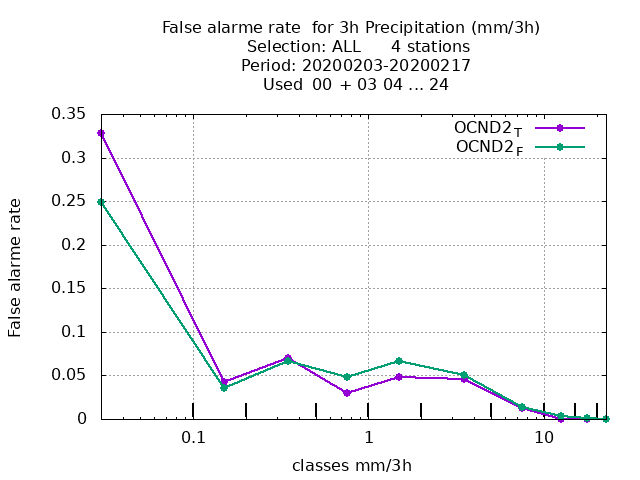 False alarme rate  for 3h Precipitation (mm/3h)
Selection: ALL      4 stations
Period: 20200203-20200217
Used  00 + 03 04 ... 24
OCND2_T
OCND2_F
0.35
0.3
0.25
0.2
0.15
0.1
0.05
0
False alarme rate
0.1 1 10
classes mm/3h